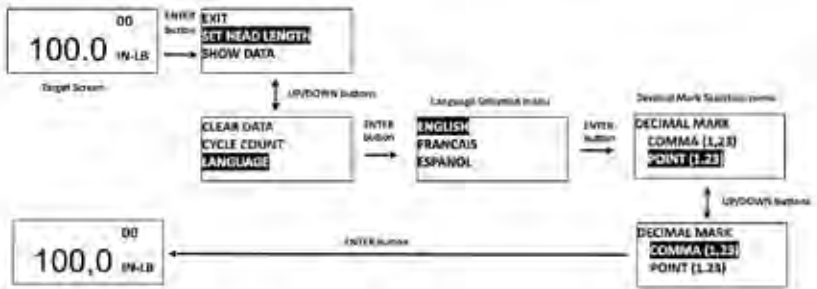 00
100.0 IN-LB
Target Screen
ENTER
button
EXIT
SET HEAD LENGTH
SHOW DATA
UP/DOWN buttons
CLEAR DATA
CYCLE COUNT
LANGUAGE
ENTER
button
Language Selection menu
ENGLISH
FRANCAIS
ESPANOL
ENTER
button
Decimal Mark Selection menu
DECIMAL MARK
COMMA (1,23)
POINT (1.23)
UP/DOWN buttons
DECIMAL MARK
COMMA (1,23)
POINT (1.23)
ENTER button
00
100,0 IN-LB